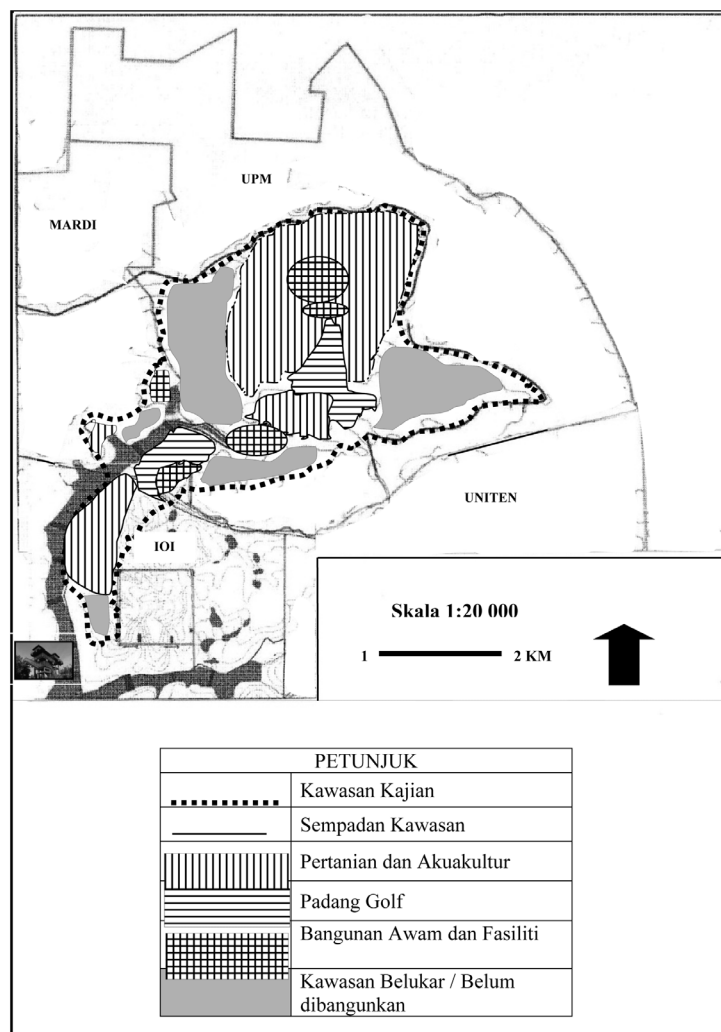 UPM
MARDI
UNITEN
IOI
Skala 1:20 000
1 2 KM
PETUNJUK
Kawasan Kajian
Sempadan Kawasan
Pertanian dan Akuakultur
Padang Golf
Bangunan Awam dan Fasiliti
Kawasan Belukar / Belum
dibangunkan